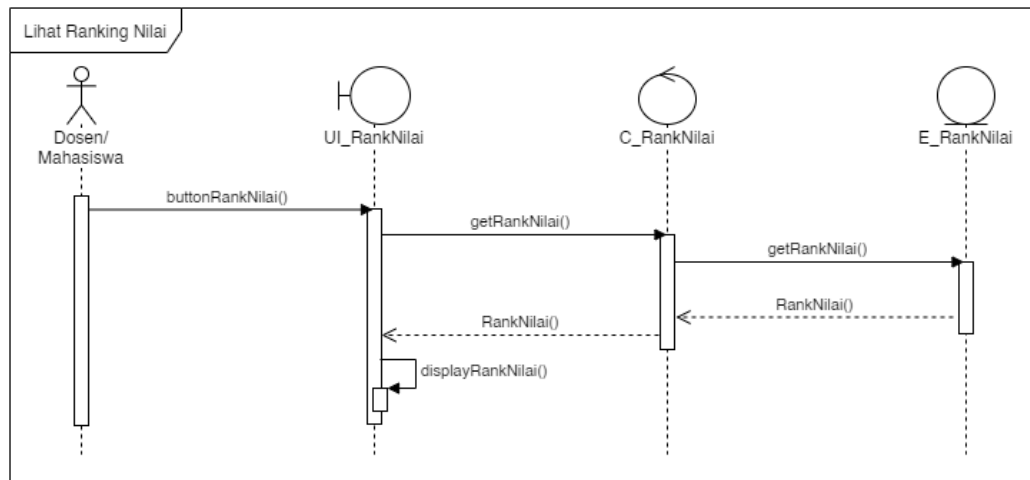 Lihat Ranking Nilai
Dosen/
Mahasiswa
UI_RankNilai
C_RankNilai
E_RankNilai
buttonRankNilai()
getRankNilai()
getRankNilai()
RankNilai()
RankNilai()
displayRankNilai()